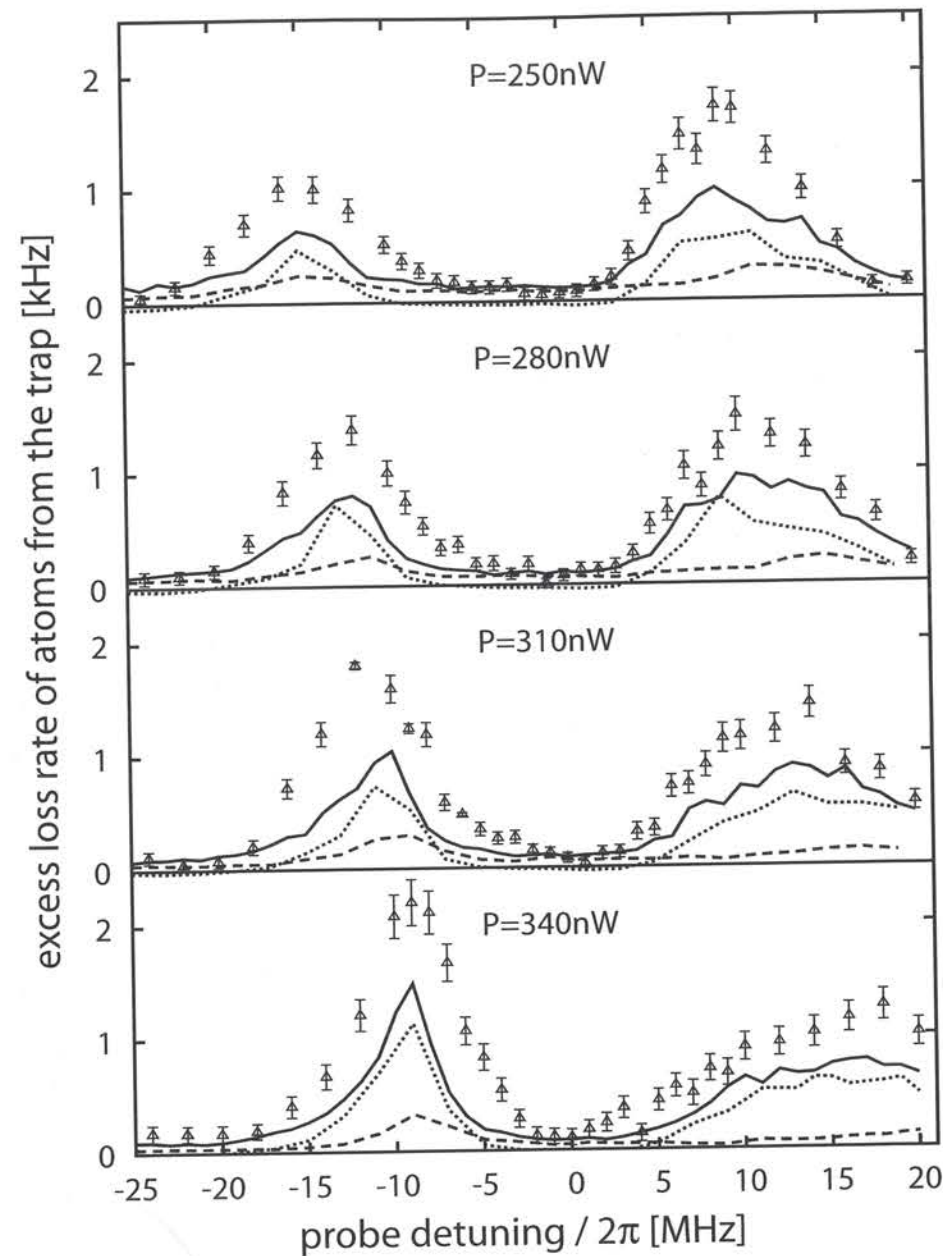 excess loss rate of atoms from the trap [kHz]
P=250nW
2
1
0
P=280nW
2
1
0
P=310nW
2
1
0
P=340nW
2
1
0
-25 -20 -15 -10 -5 0 5 10 15 20
probe detuning / 2π [MHz]